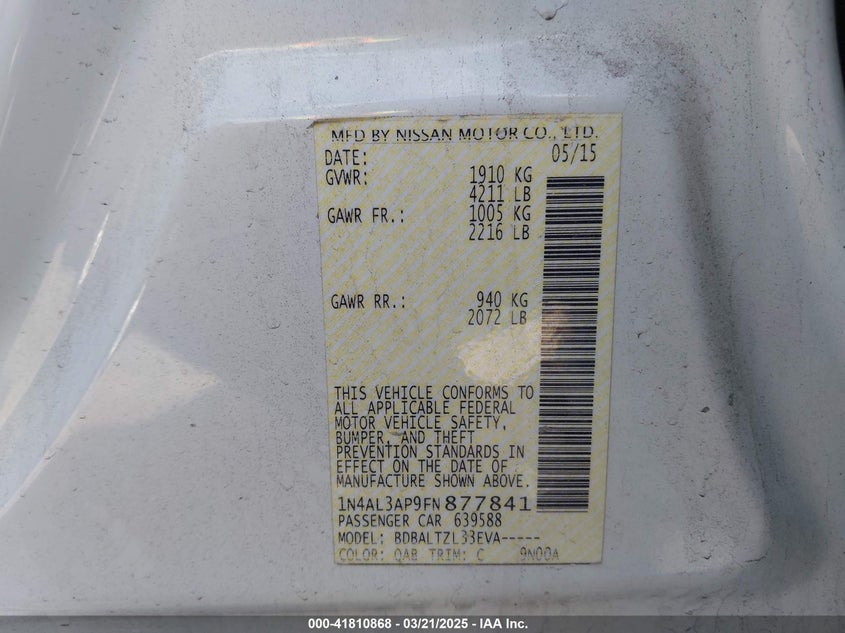 MFD BY NISSAN MOTOR CO., LTD.
DATE: 05/15
GVWR: 1910 KG
4211 LB
GAWR FR.: 1005 KG
2216 LB
GAWR RR.: 940 KG
2072 LB
THIS VEHICLE CONFORMS TO
ALL APPLICABLE FEDERAL
MOTOR VEHICLE SAFETY,
BUMPER, AND THEFT
PREVENTION STANDARDS IN
EFFECT ON THE DATE OF
MANUFACTURE SHOWN ABOVE.
1N4AL3AP9FN877841
PASSENGER CAR 639588
MODEL: BDBALTZL33EVA-----
COLOR: QAB TRIM: C 9N00A
000-41810868 - 03/21/2025 - IAA Inc.